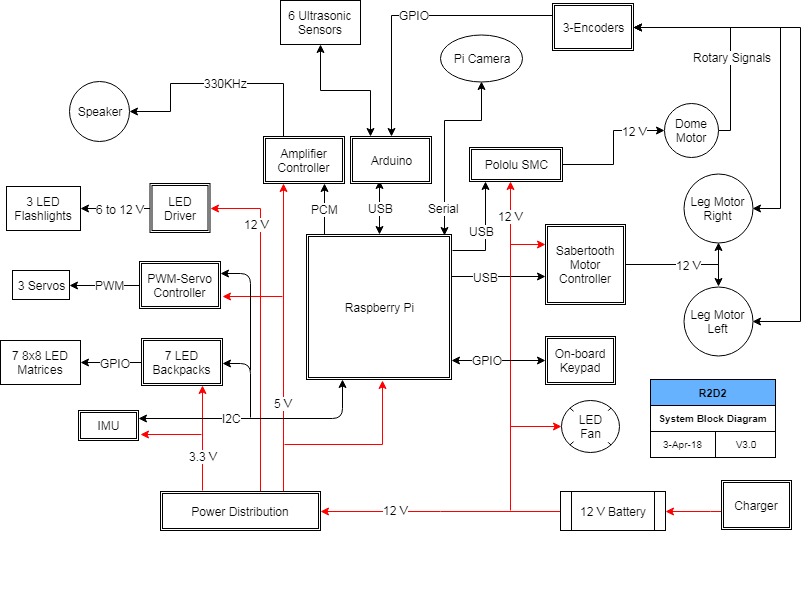 6 Ultrasonic
Sensors
GPIO
3-Encoders
Pi Camera
Rotary Signals
330KHz
Speaker
Dome
Motor
12 V
Amplifier
Controller
Arduino
Pololu SMC
3 LED
Flashlights
6 to 12 V
LED
Driver
PCM
USB
Serial
12 V
Leg Motor
Right
12 V
USB
Sabertooth
Motor
Controller
12 V
3 Servos
PWM
PWM-Servo
Controller
USB
Raspberry Pi
Leg Motor
Left
7 8x8 LED
Matrices
GPIO
7 LED
Backpacks
GPIO
On-board
Keypad
R2D2
System Block Diagram
3-Apr-18
V3.0
5 V
IMU
I2C
LED
Fan
3.3 V
Power Distribution
12 V
12 V Battery
Charger